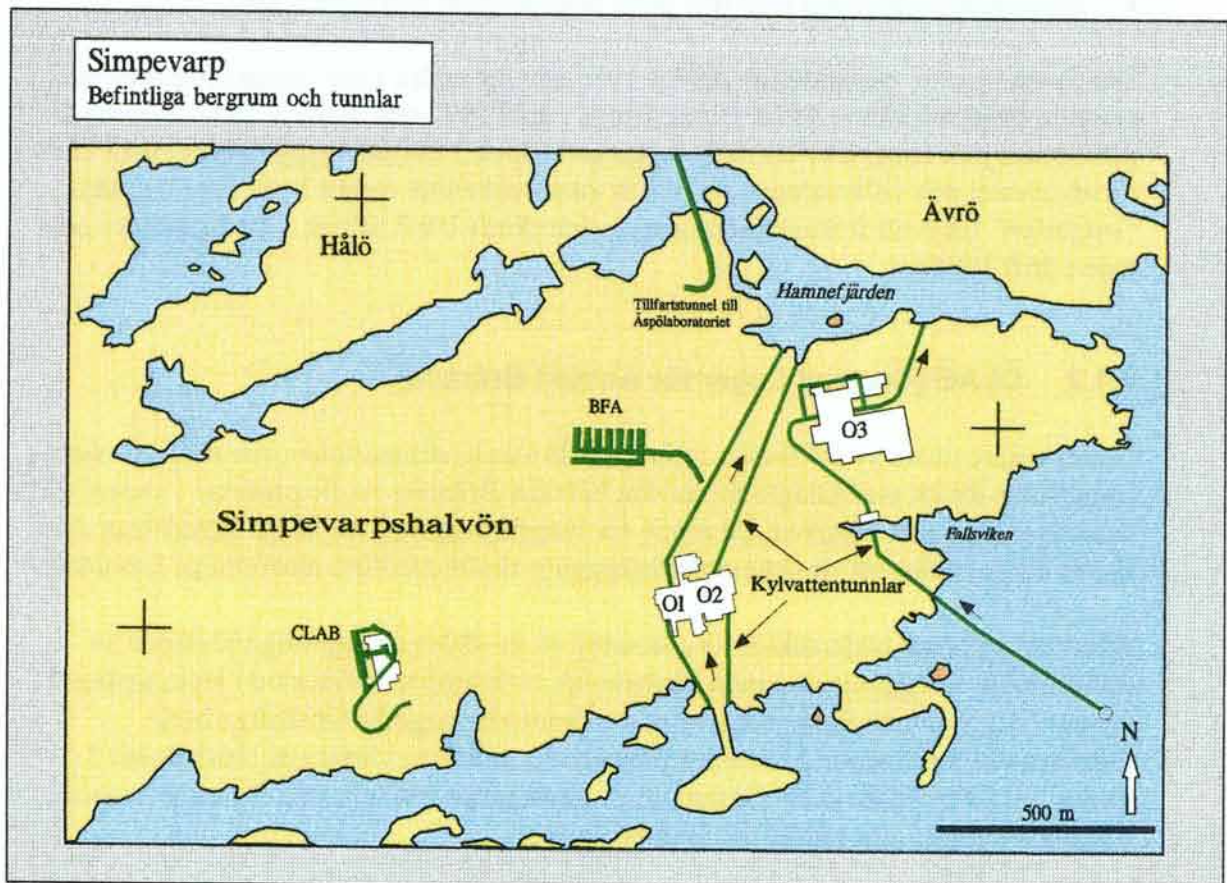 Simpevarp
Befintliga bergrum och tunnlar
Hålö
Ävrö
Hamnefjärden
Tillfartstunnel till
Äspölaboratoriet
BFA
O3
Simpevarpshalvön
Fallsviken
Kylvattentunnlar
O1
O2
CLAB
N
500 m